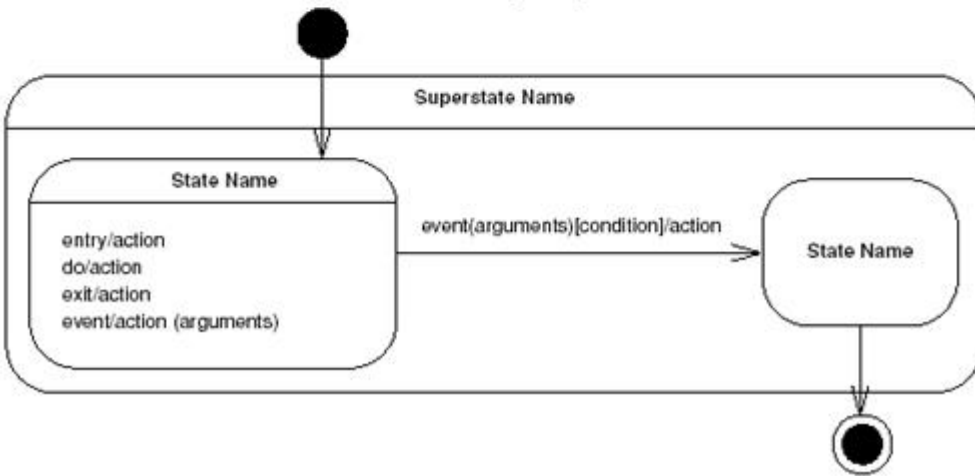 Superstate Name
State Name
entry/action
do/action
exit/action
event/action (arguments)
event(arguments)[condition]/action
State Name